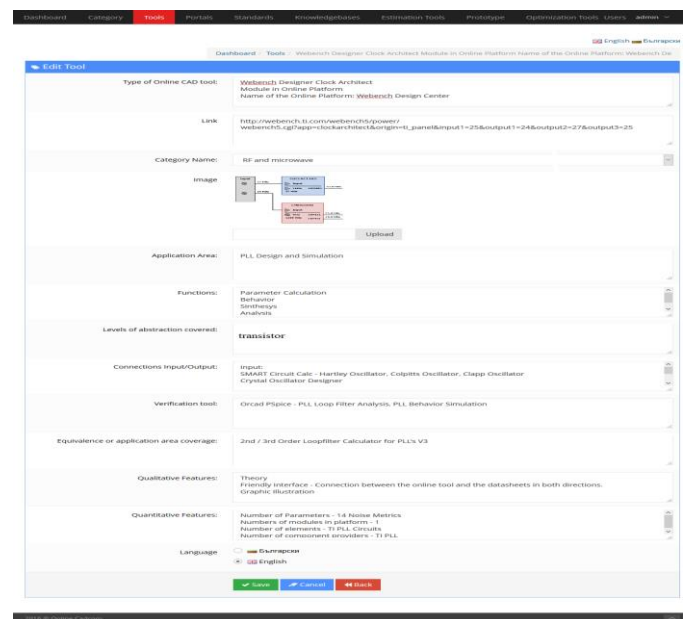 Dashboard Category Tools Portals Standards Knowledgebases Estimation Tools Prototype Optimization Tools Users admin
English Български
Dashboard / Tools / Webench Designer Clock Architect Module in Online Platform Name of the Online Platform: Webench De
Edit Tool
Type of Online CAD tool:
Webench Designer Clock Architect
Module in Online Platform
Name of the Online Platform: Webench Design Center
Link
http://webench.ti.com/webench5/power/
webench5.cgi?app=clockarchitect&origin=ti_panel&input1=25&output1=24&output2=27&output3=25
Category Name: RF and microwave
Image
Upload
Application Area: PLL Design and Simulation
Functions: Parameter Calculation
Behavior
Sinthesys
Analysis
Levels of abstraction covered: transistor
Connections Input/Output: Input:
SMART Circuit Calc - Hartley Oscillator, Colpitts Oscillator, Clapp Oscillator
Crystal Oscillator Designer
Verification tool: Orcad PSpice - PLL Loop Filter Analysis, PLL Behavior Simulation
Equivalence or application area coverage: 2nd / 3rd Order Loopfilter Calculator for PLL's V3
Qualitative Features: Theory
Friendly interface - Connection between the online tool and the datasheets in both directions.
Graphic Illustration
Quantitative Features: Number of Parameters - 14 Noise Metrics
Numbers of modules in platform - 1
Number of elements - TI PLL Circuits
Number of component providers - TI PLL
Language Български
English
Save Cancel Back